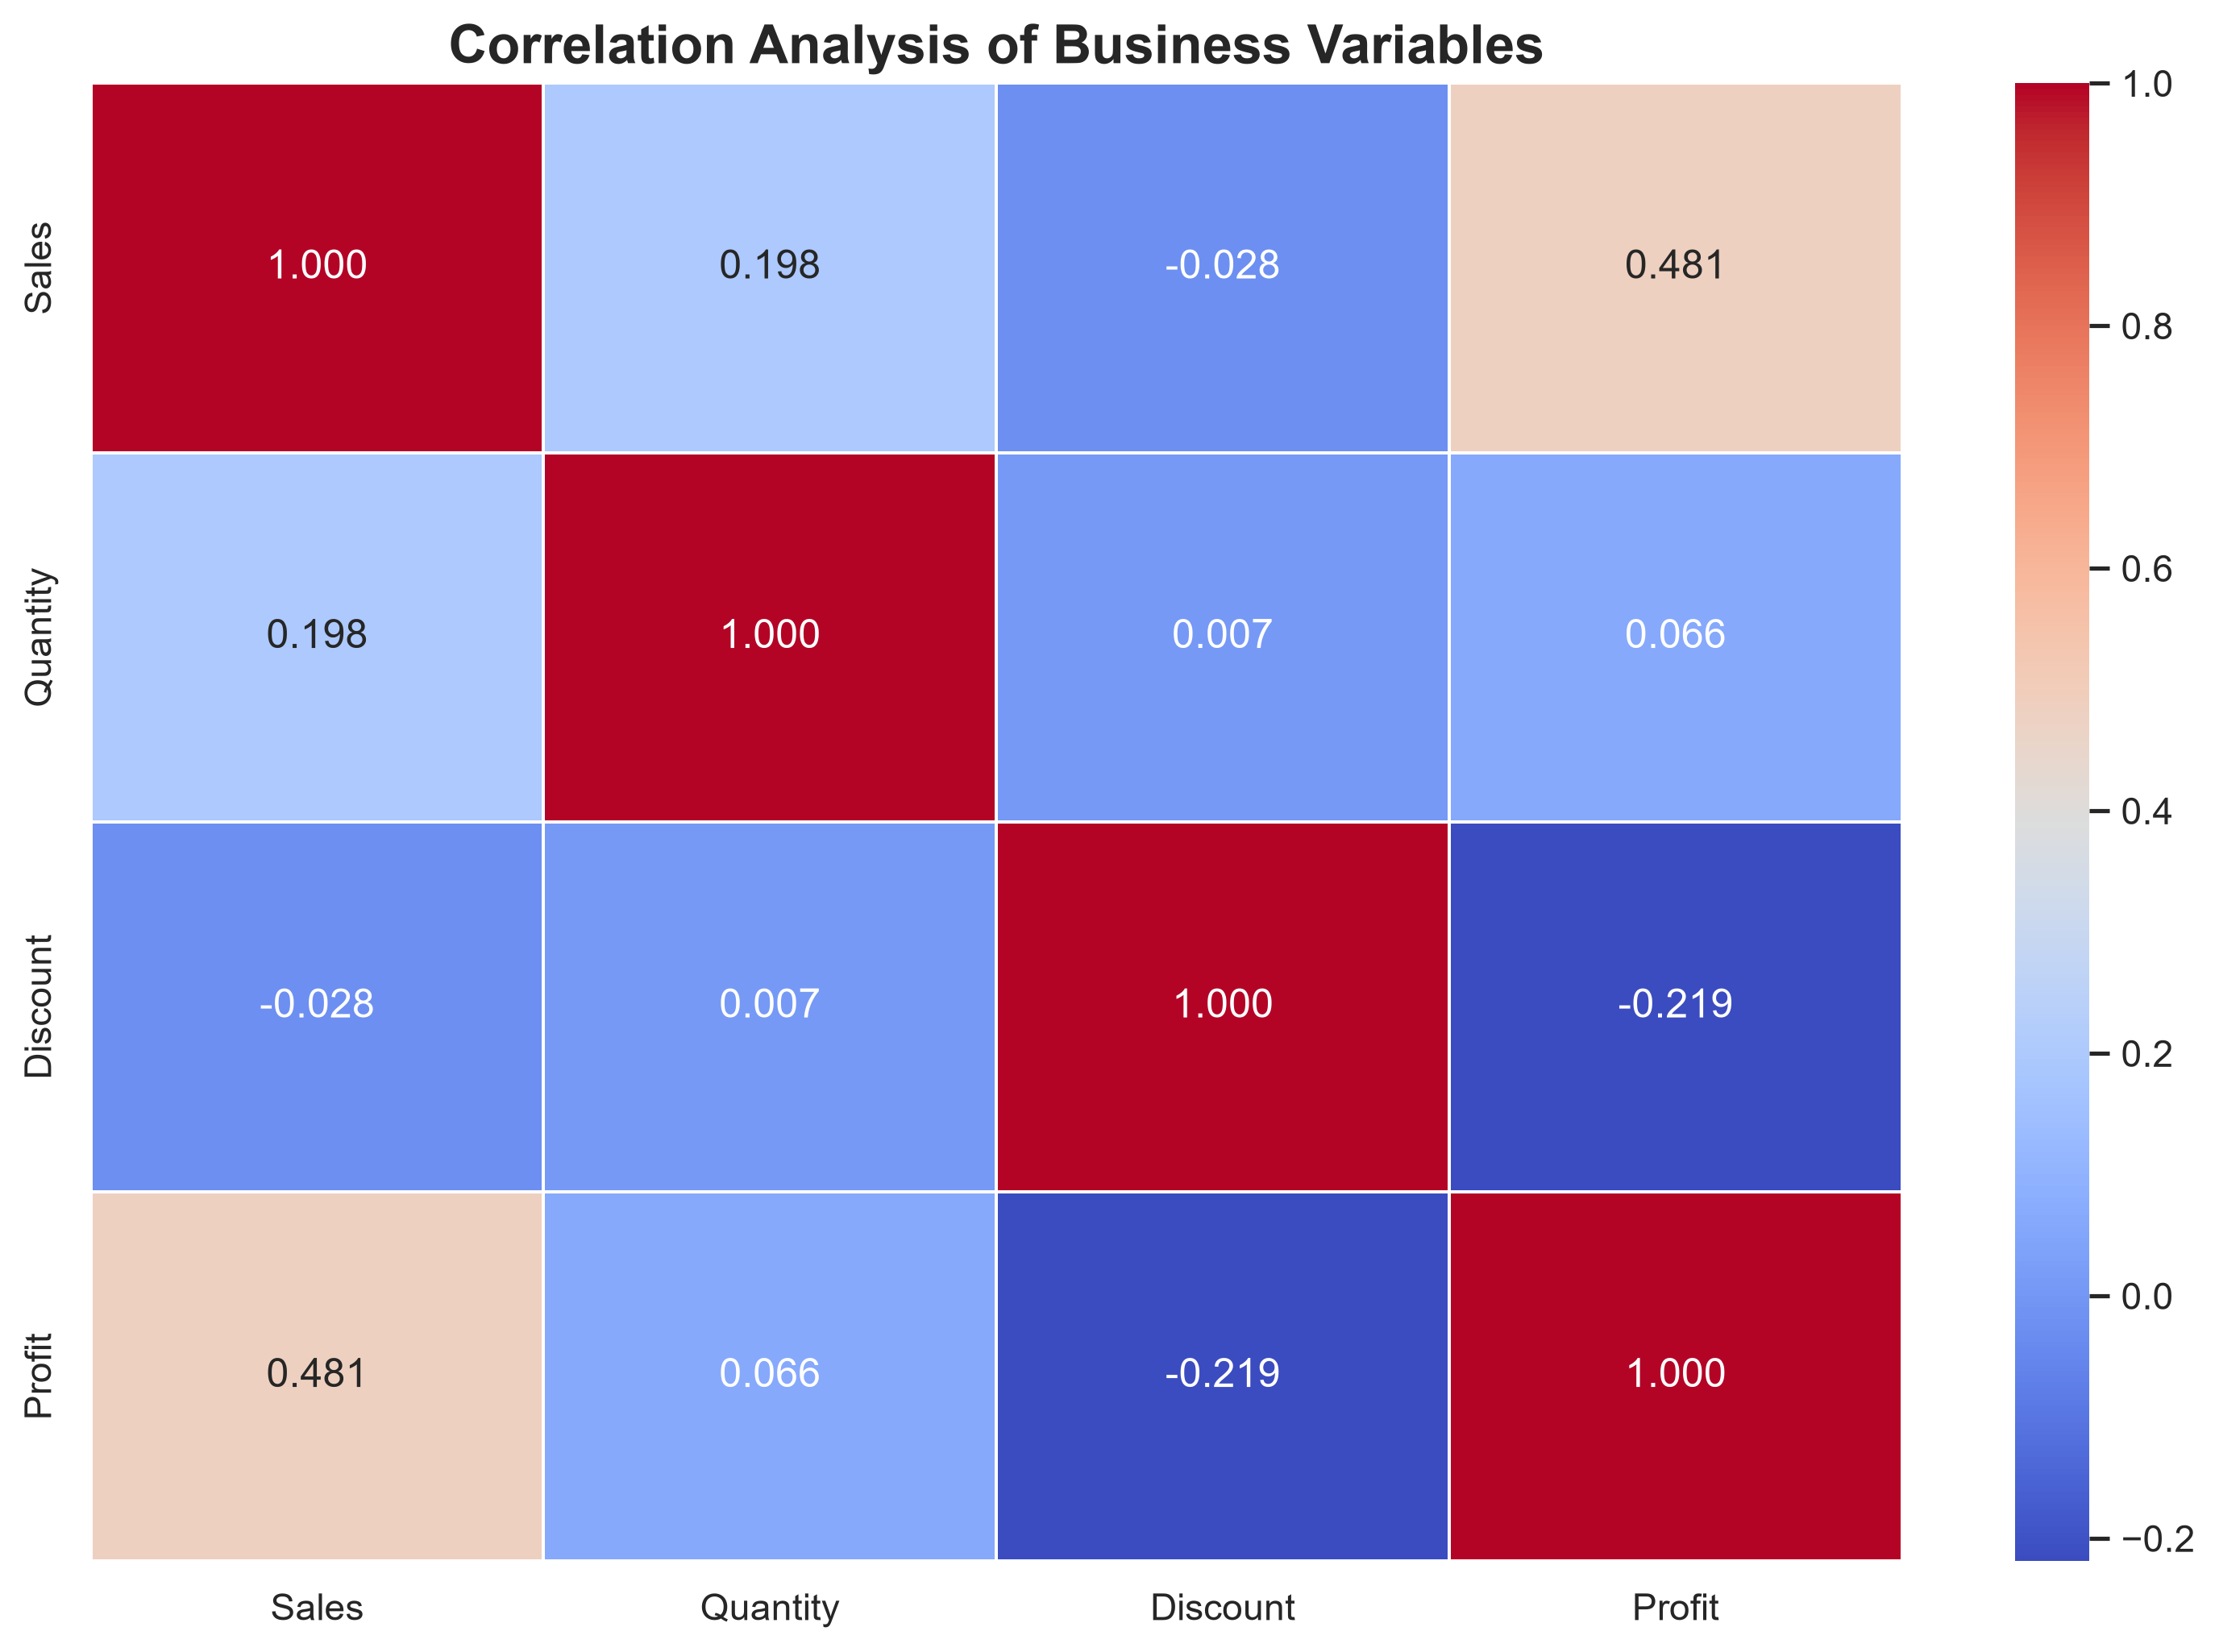 Correlation Analysis of Business Variables
Sales 1.000 0.198 -0.028 0.481
Quantity 0.198 1.000 0.007 0.066
Discount -0.028 0.007 1.000 -0.219
Profit 0.481 0.066 -0.219 1.000
Sales Quantity Discount Profit
1.0
0.8
0.6
0.4
0.2
0.0
−0.2